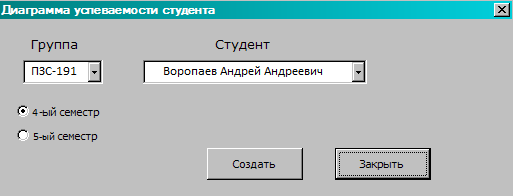 Диаграмма успеваемости студента
Группа Студент
ПЗС-191 Воропаев Андрей Андреевич
4-ый семестр
5-ый семестр
Создать Закрыть